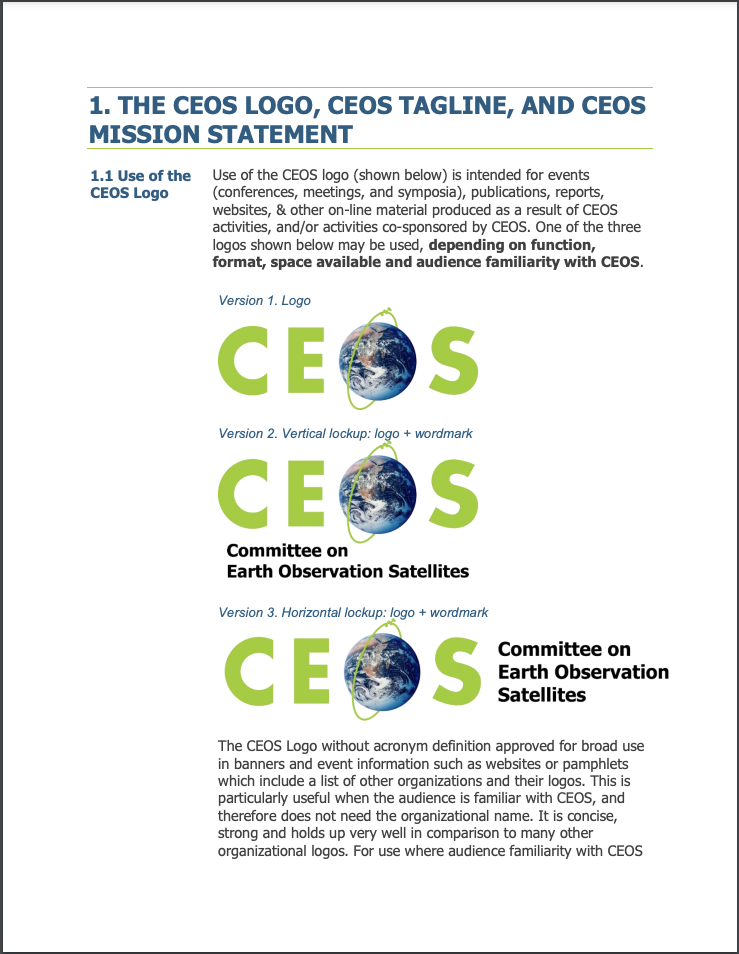 1. THE CEOS LOGO, CEOS TAGLINE, AND CEOS
MISSION STATEMENT
1.1 Use of the
CEOS Logo
Use of the CEOS logo (shown below) is intended for events
(conferences, meetings, and symposia), publications, reports,
websites, & other on-line material produced as a result of CEOS
activities, and/or activities co-sponsored by CEOS. One of the three
logos shown below may be used, depending on function,
format, space available and audience familiarity with CEOS.
Version 1. Logo
CEOS
Version 2. Vertical lockup: logo + wordmark
CEOS
Committee on
Earth Observation Satellites
Version 3. Horizontal lockup: logo + wordmark
CEOS
Committee on
Earth Observation
Satellites
The CEOS Logo without acronym definition approved for broad use
in banners and event information such as websites or pamphlets
which include a list of other organizations and their logos. This is
particularly useful when the audience is familiar with CEOS, and
therefore does not need the organizational name. It is concise,
strong and holds up very well in comparison to many other
organizational logos. For use where audience familiarity with CEOS